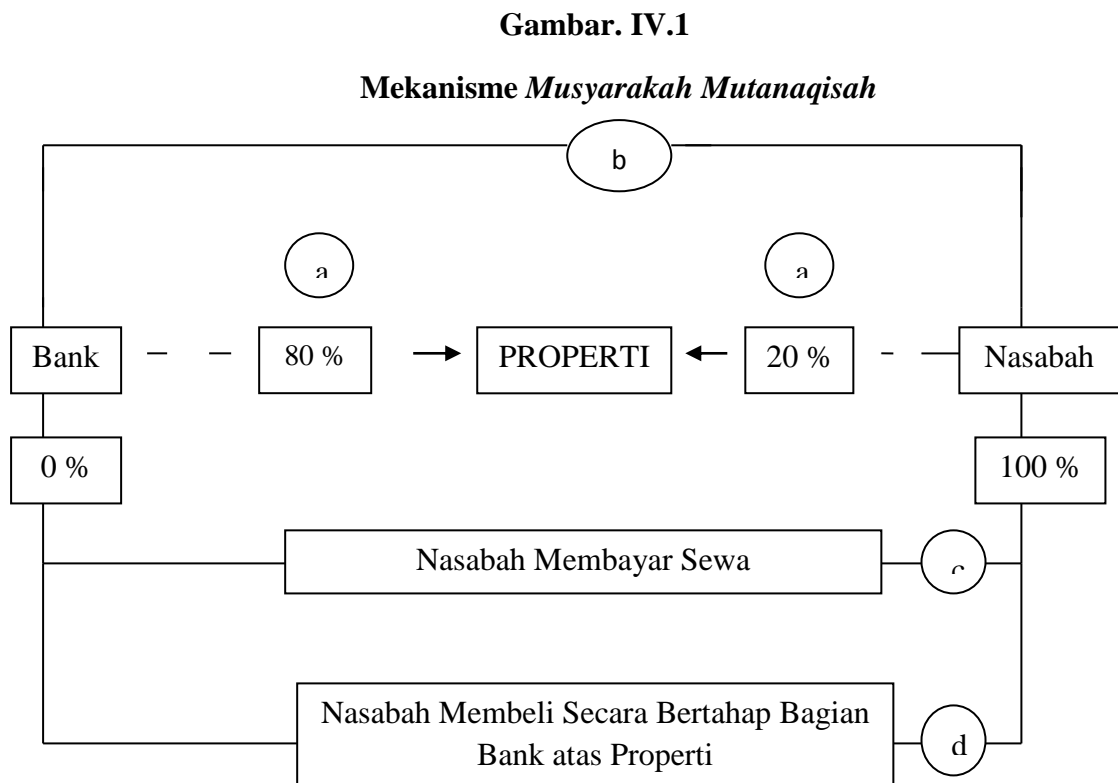 Gambar. IV.1
Mekanisme Musyarakah Mutanaqisah
b
a
a
Bank
80 %
PROPERTI
20 %
Nasabah
0 %
100 %
Nasabah Membayar Sewa
c
Nasabah Membeli Secara Bertahap Bagian
Bank atas Properti
d